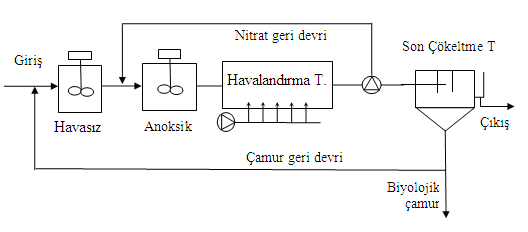 Nitrat geri devri
Son Çökeltme T
Giriş
Havalandırma T.
Havasız
Anoksik
Çıkış
Çamur geri devri
Biyolojik
çamur